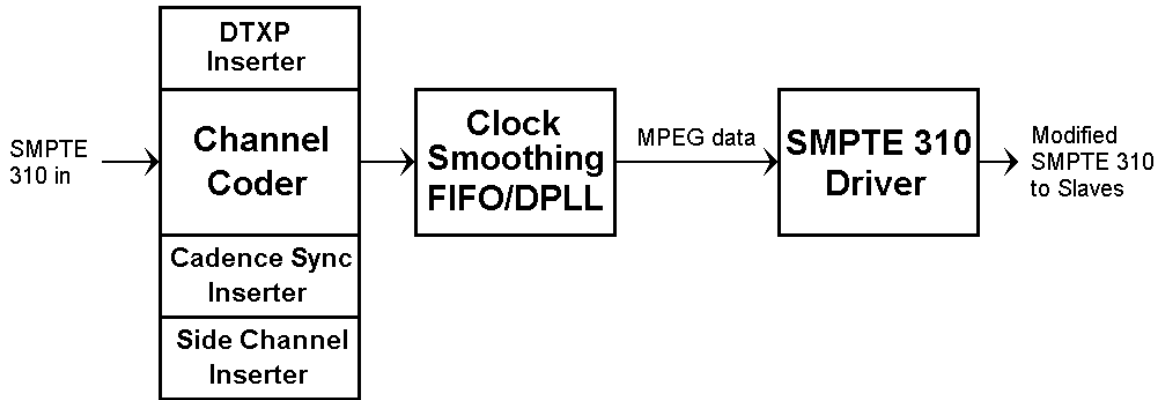 DTXP
Inserter
SMPTE
310 in
Channel
Coder
Cadence Sync
Inserter
Side Channel
Inserter
Clock
Smoothing
FIFO/DPLL
MPEG data
SMPTE 310
Driver
Modified
SMPTE 310
to Slaves